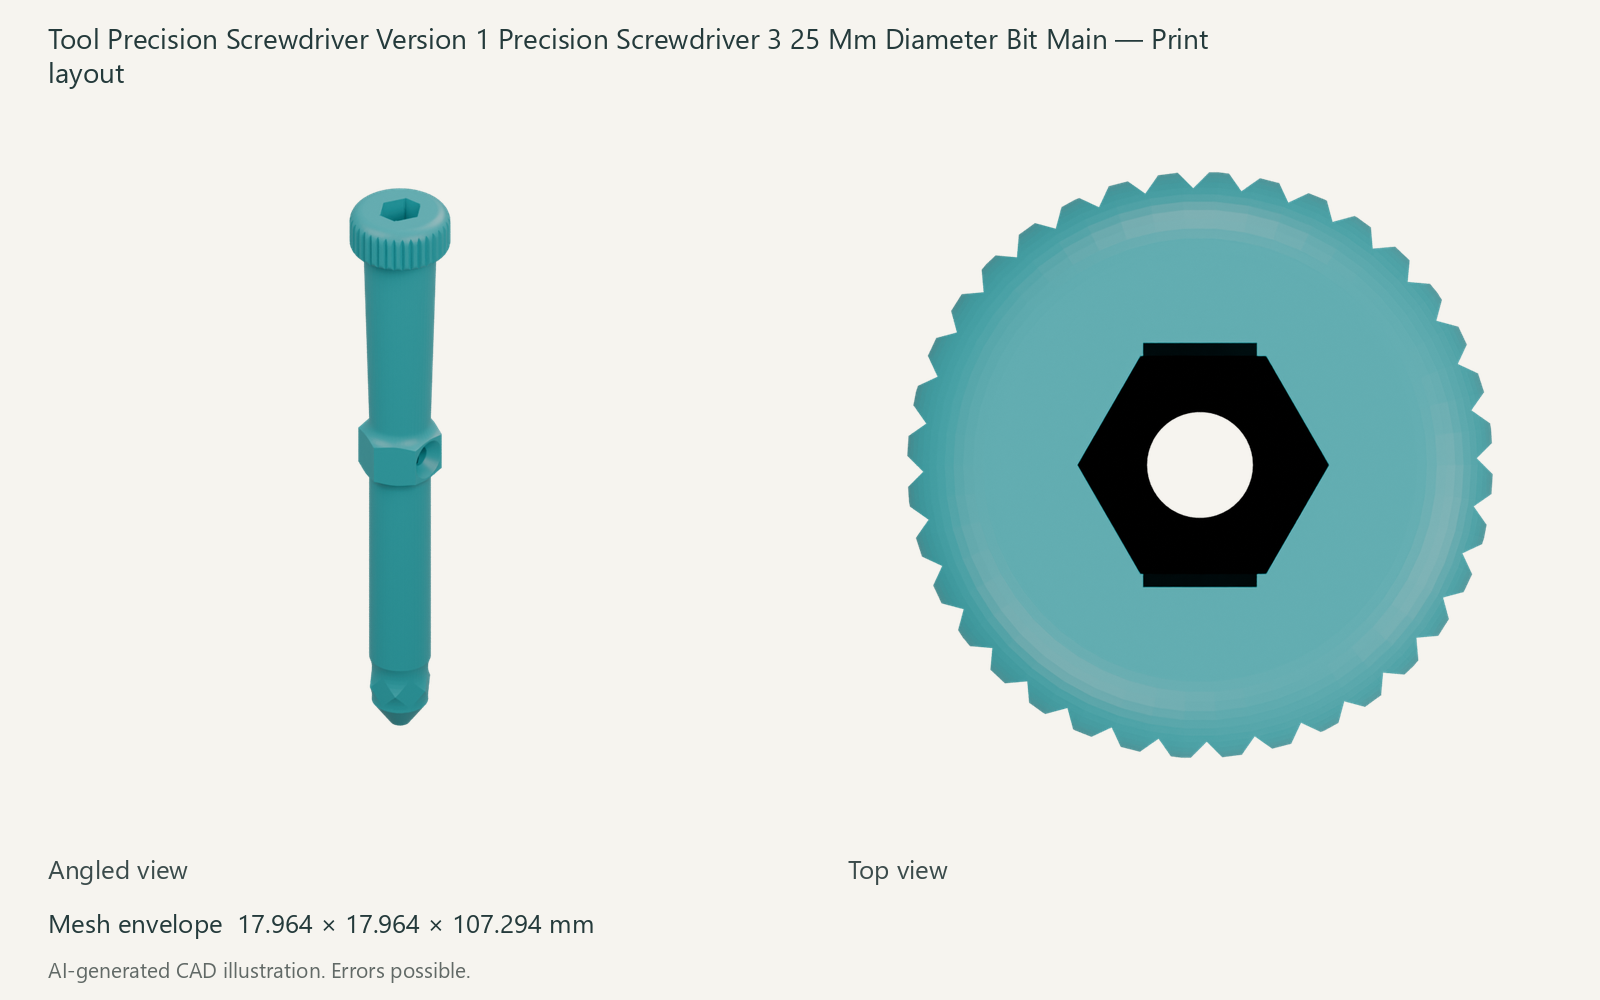 Tool Precision Screwdriver Version 1 Precision Screwdriver 3 25 Mm Diameter Bit Main — Print
layout
Angled view
Top view
Mesh envelope 17.964 × 17.964 × 107.294 mm
AI-generated CAD illustration. Errors possible.